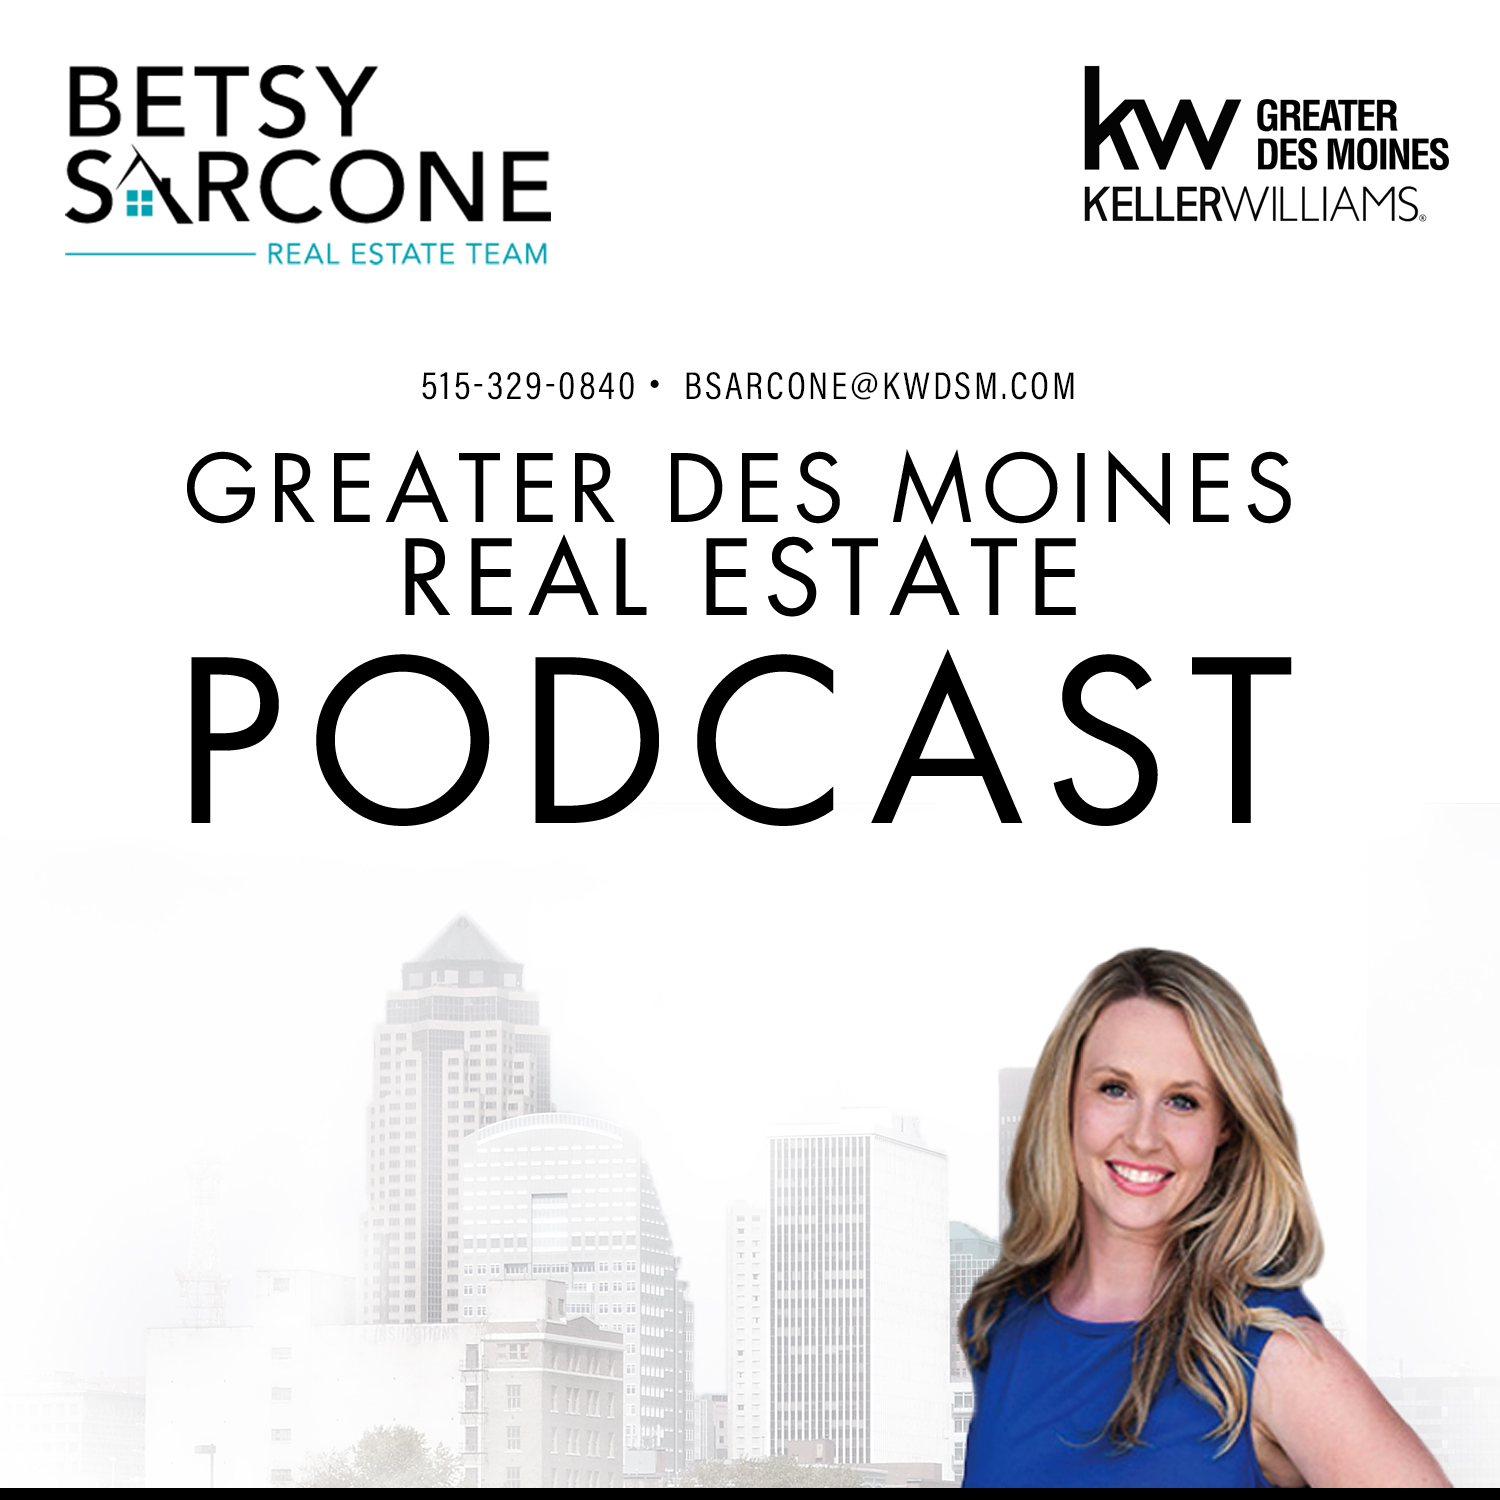 BETSY
SARCONE
REAL ESTATE TEAM
kw GREATER
DES MOINES
KELLERWILLIAMS®
515-329-0840 • BSARCONE@KWDSM.COM
GREATER DES MOINES
REAL ESTATE
PODCAST